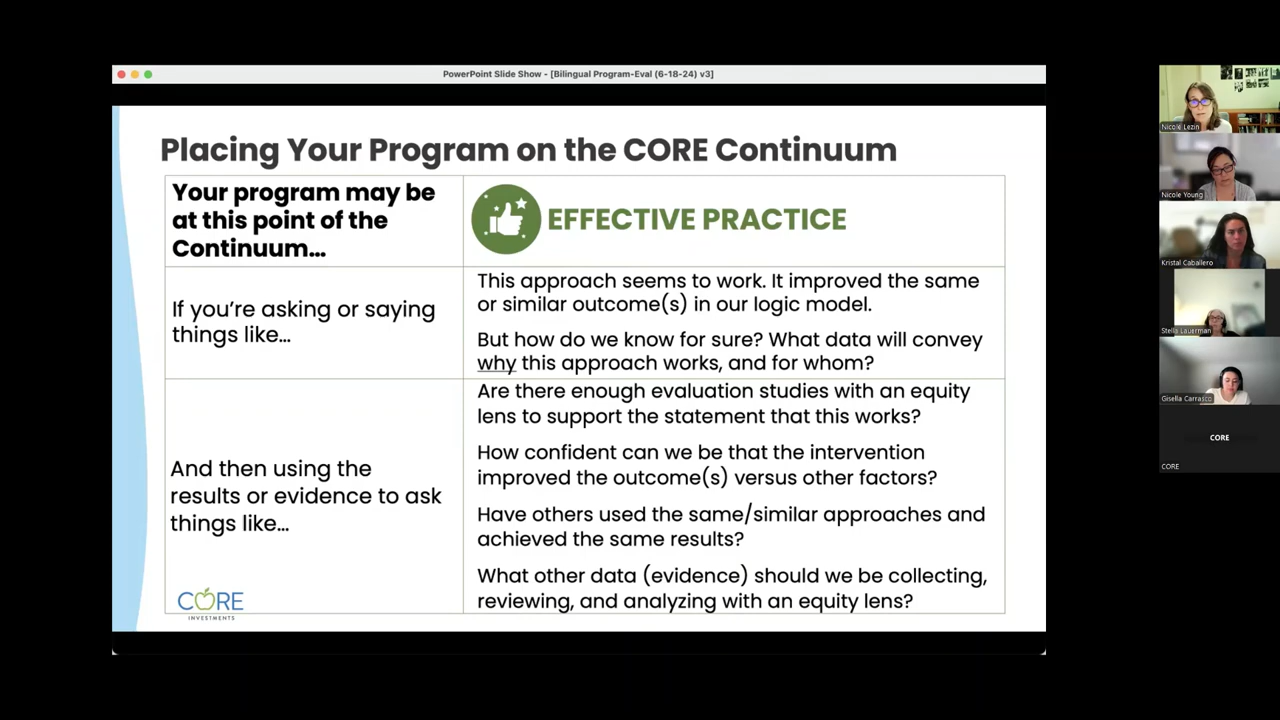 PowerPoint Slide Show - [Bilingual Program-Eval (6-18-24) v3]
Placing Your Program on the CORE Continuum
Your program may be
at this point of the
Continuum…
EFFECTIVE PRACTICE
If you're asking or saying
things like…
This approach seems to work. It improved the same
or similar outcome(s) in our logic model.
But how do we know for sure? What data will convey
why this approach works, and for whom?
And then using the
results or evidence to ask
things like…
Are there enough evaluation studies with an equity
lens to support the statement that this works?
How confident can we be that the intervention
improved the outcome(s) versus other factors?
Have others used the same/similar approaches and
achieved the same results?
What other data (evidence) should we be collecting,
reviewing, and analyzing with an equity lens?
CORE
INVESTMENTS
Nicole Lezin
Nicole Young
Kristal Caballero
Stella Lauerman
Gisella Carrasco
CORE
CORE